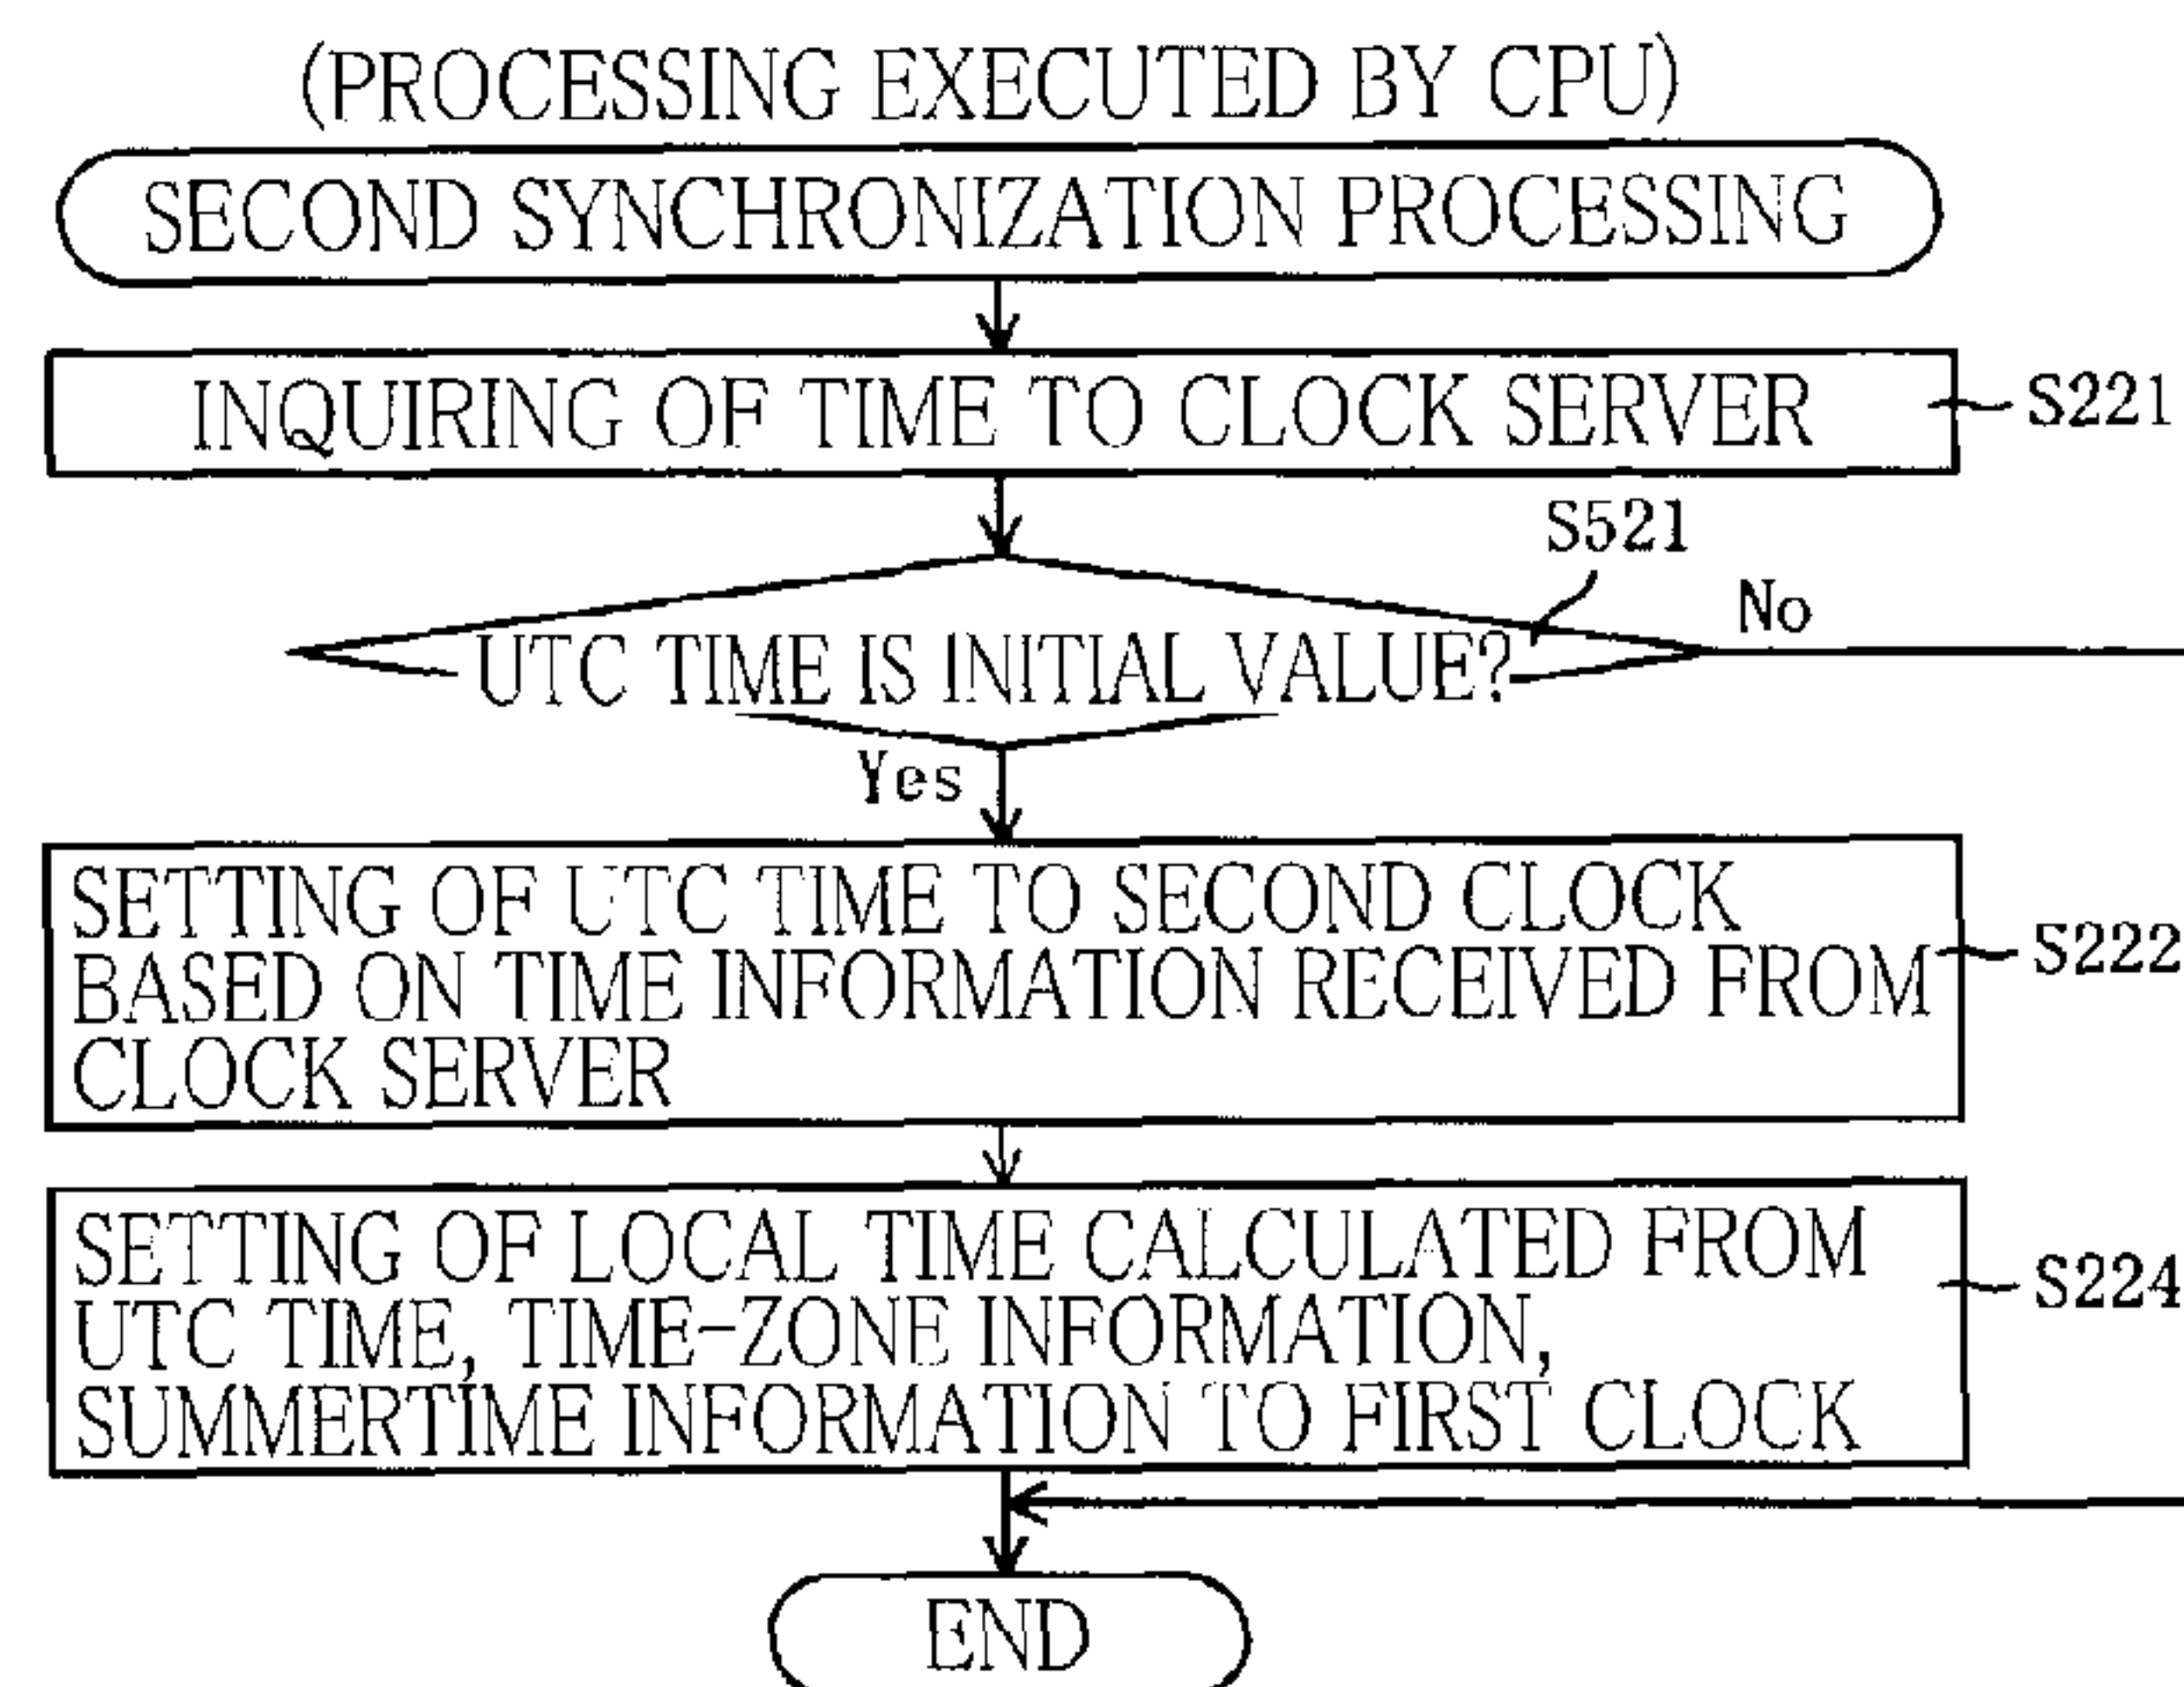 (PROCESSING EXECUTED BY CPU)
SECOND SYNCHRONIZATION PROCESSING
INQUIRING OF TIME TO CLOCK SERVER
S221
S521
No
UTC TIME IS INITIAL VALUE?
Yes
SETTING OF UTC TIME TO SECOND CLOCK
BASED ON TIME INFORMATION RECEIVED FROM
CLOCK SERVER
S222
SETTING OF LOCAL TIME CALCULATED FROM
UTC TIME, TIME-ZONE INFORMATION,
SUMMERTIME INFORMATION TO FIRST CLOCK
S224
END